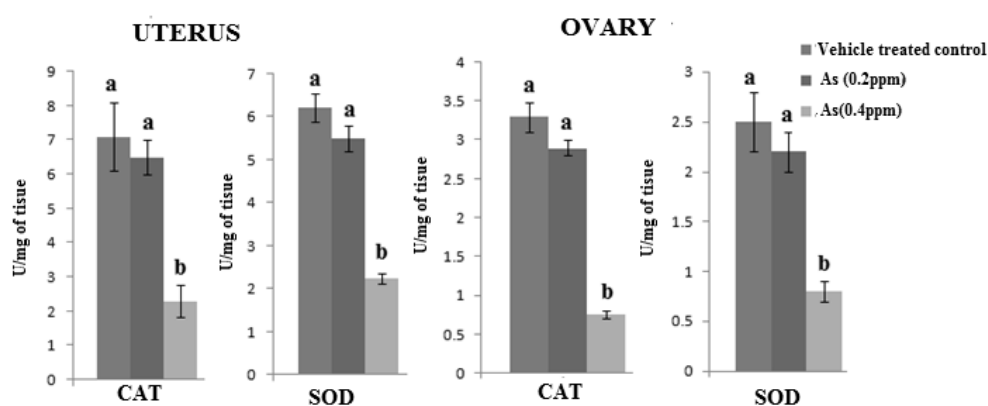 UTERUS
OVARY
Vehicle treated control
As (0.2ppm)
As(0.4ppm)
U/mg of tisue
9
8
7
6
5
4
3
2
1
0
a
a
b
CAT
U/mg of tisue
7
6
5
4
3
2
1
0
a
a
b
SOD
U/mg of tisue
4
3.5
3
2.5
2
1.5
1
0.5
0
a
a
b
CAT
U/mg of tisue
3
2.5
2
1.5
1
0.5
0
a
a
b
SOD